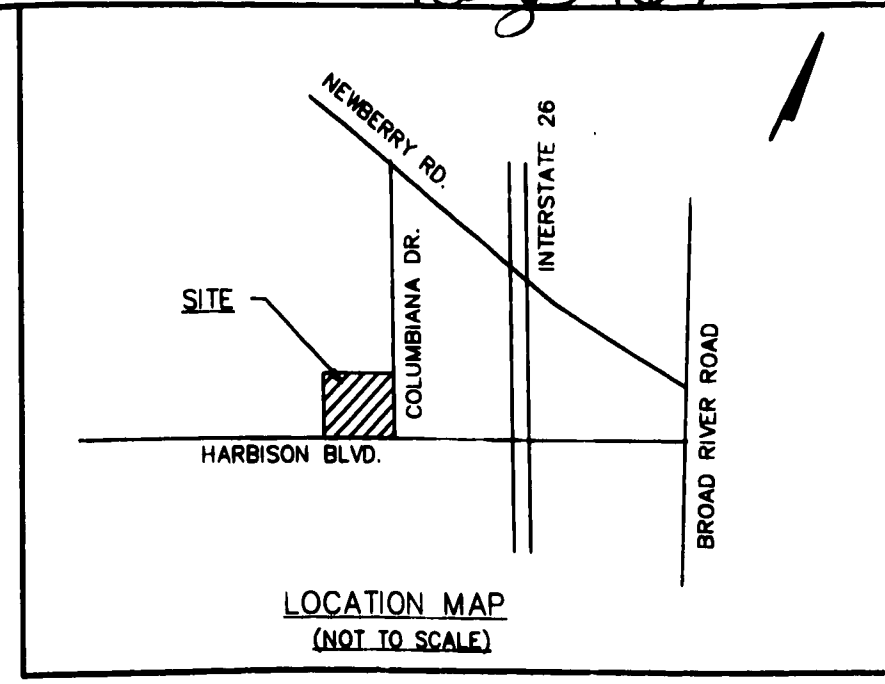 NEWBERRY RD.
INTERSTATE 26
COLUMBIANA DR.
SITE
BROAD RIVER ROAD
HARBISON BLVD.
LOCATION MAP
(NOT TO SCALE)